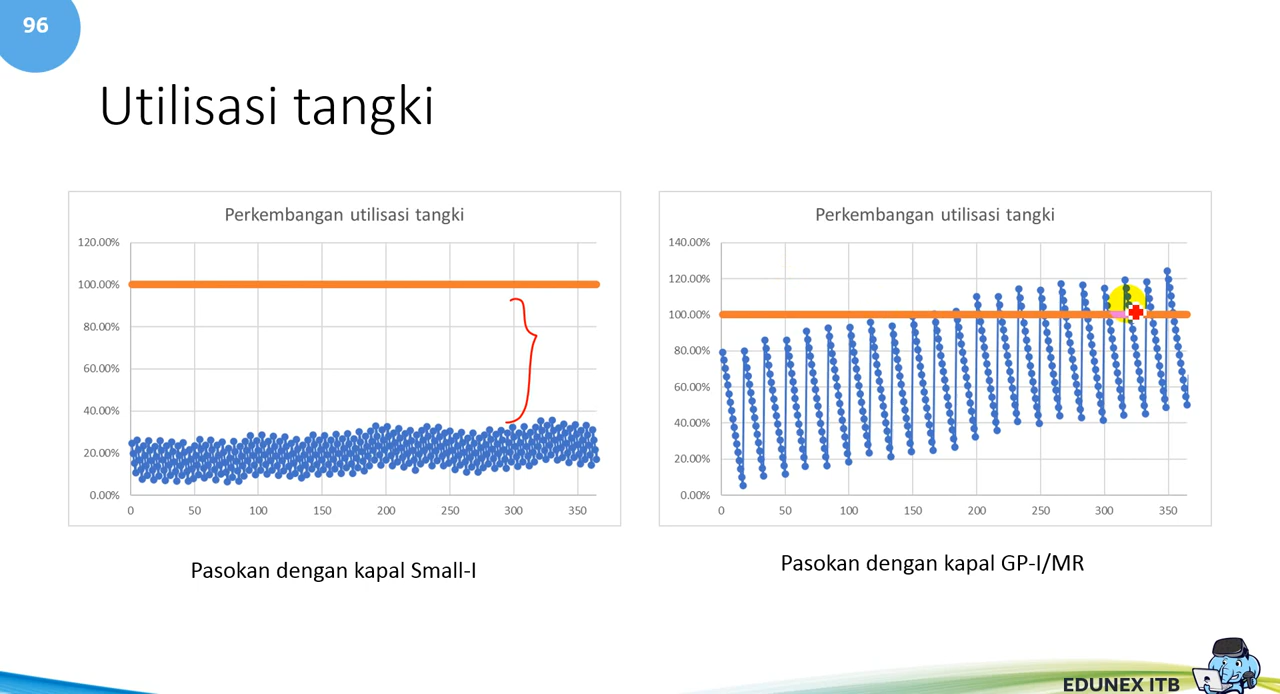 96
Utilisasi tangki
Perkembangan utilisasi tangki
120.00%
100.00%
80.00%
60.00%
40.00%
20.00%
0.00%
0 50 100 150 200 250 300 350
Pasokan dengan kapal Small-I
Perkembangan utilisasi tangki
140.00%
120.00%
100.00%
80.00%
60.00%
40.00%
20.00%
0.00%
0 50 100 150 200 250 300 350
Pasokan dengan kapal GP-I/MR
EDUNEX ITB